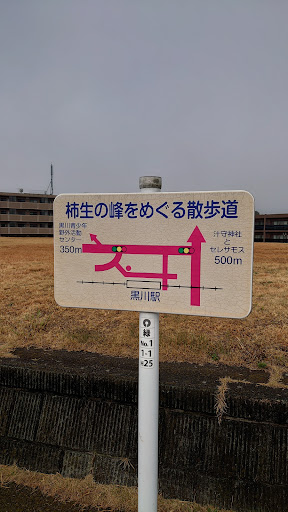 柿生の峰をめぐる散歩道
黒川青少年
野外活動
センター
350m
汁守神社
と
セレサモス
500m
黒川駅
緑
No.1
1-1
*25